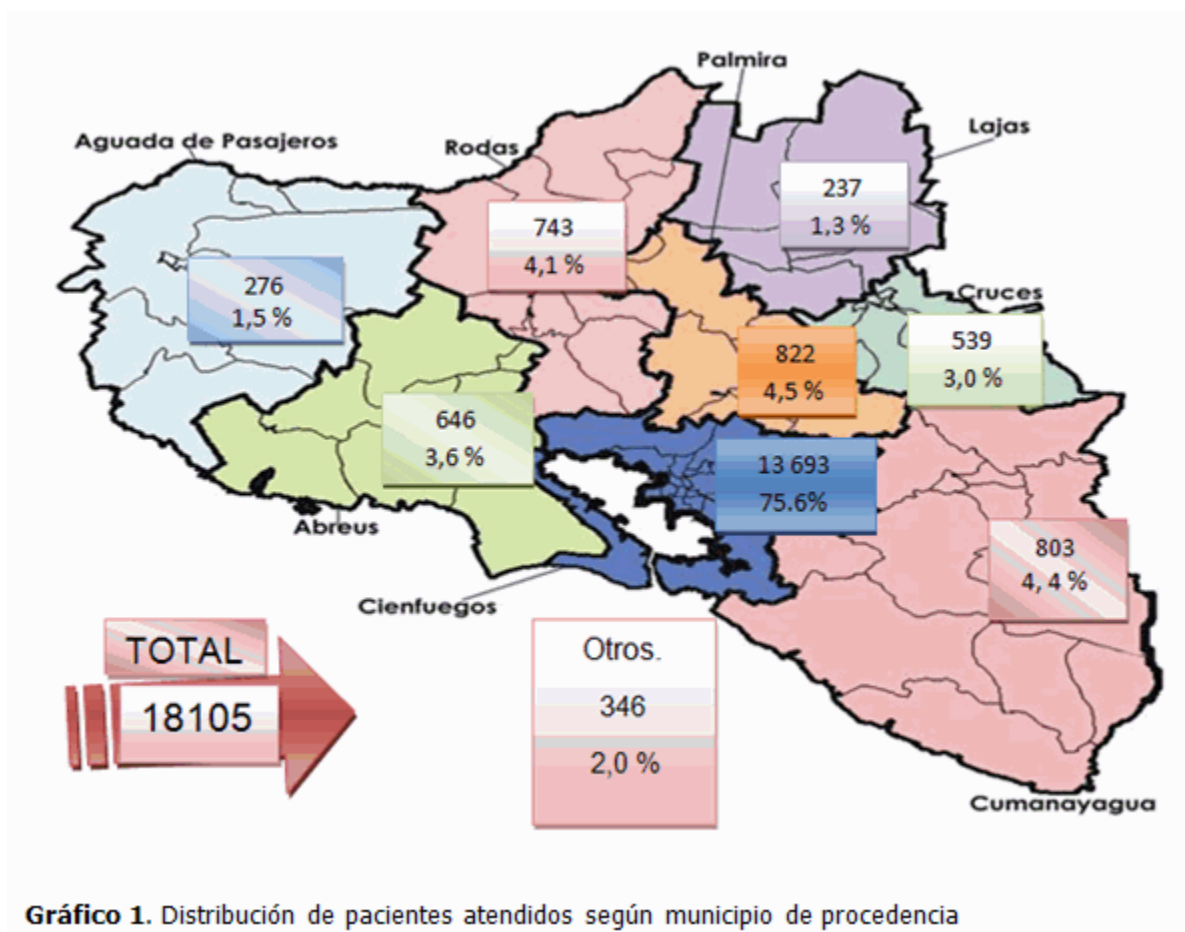 Palmira
Aguada de Pasajeros
Rodas
Lajas
237
1,3 %
743
4,1 %
276
1,5 %
Cruces
539
3,0 %
822
4,5 %
646
3,6 %
13 693
75.6%
Abreus
803
4, 4 %
Cienfuegos
TOTAL
18105
Otros.
346
2,0 %
Cumanayagua
Gráfico 1. Distribución de pacientes atendidos según municipio de procedencia